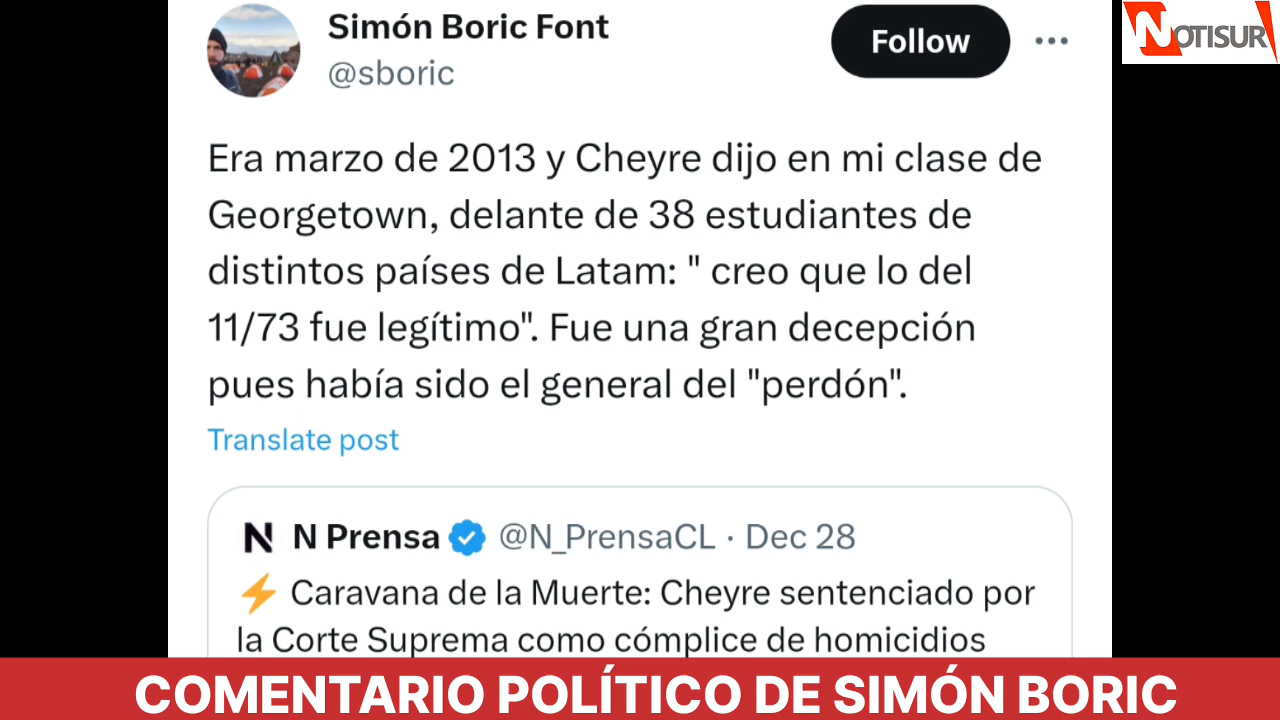 Simón Boric Font
@sboric
Follow
NOTISUR
Era marzo de 2013 y Cheyre dijo en mi clase de
Georgetown, delante de 38 estudiantes de
distintos países de Latam: " creo que lo del
11/73 fue legítimo". Fue una gran decepción
pues había sido el general del "perdón".
Translate post
N N Prensa @N_PrensaCL · Dec 28
⚡ Caravana de la Muerte: Cheyre sentenciado por
la Corte Suprema como cómplice de homicidios
COMENTARIO POLÍTICO DE SIMÓN BORIC